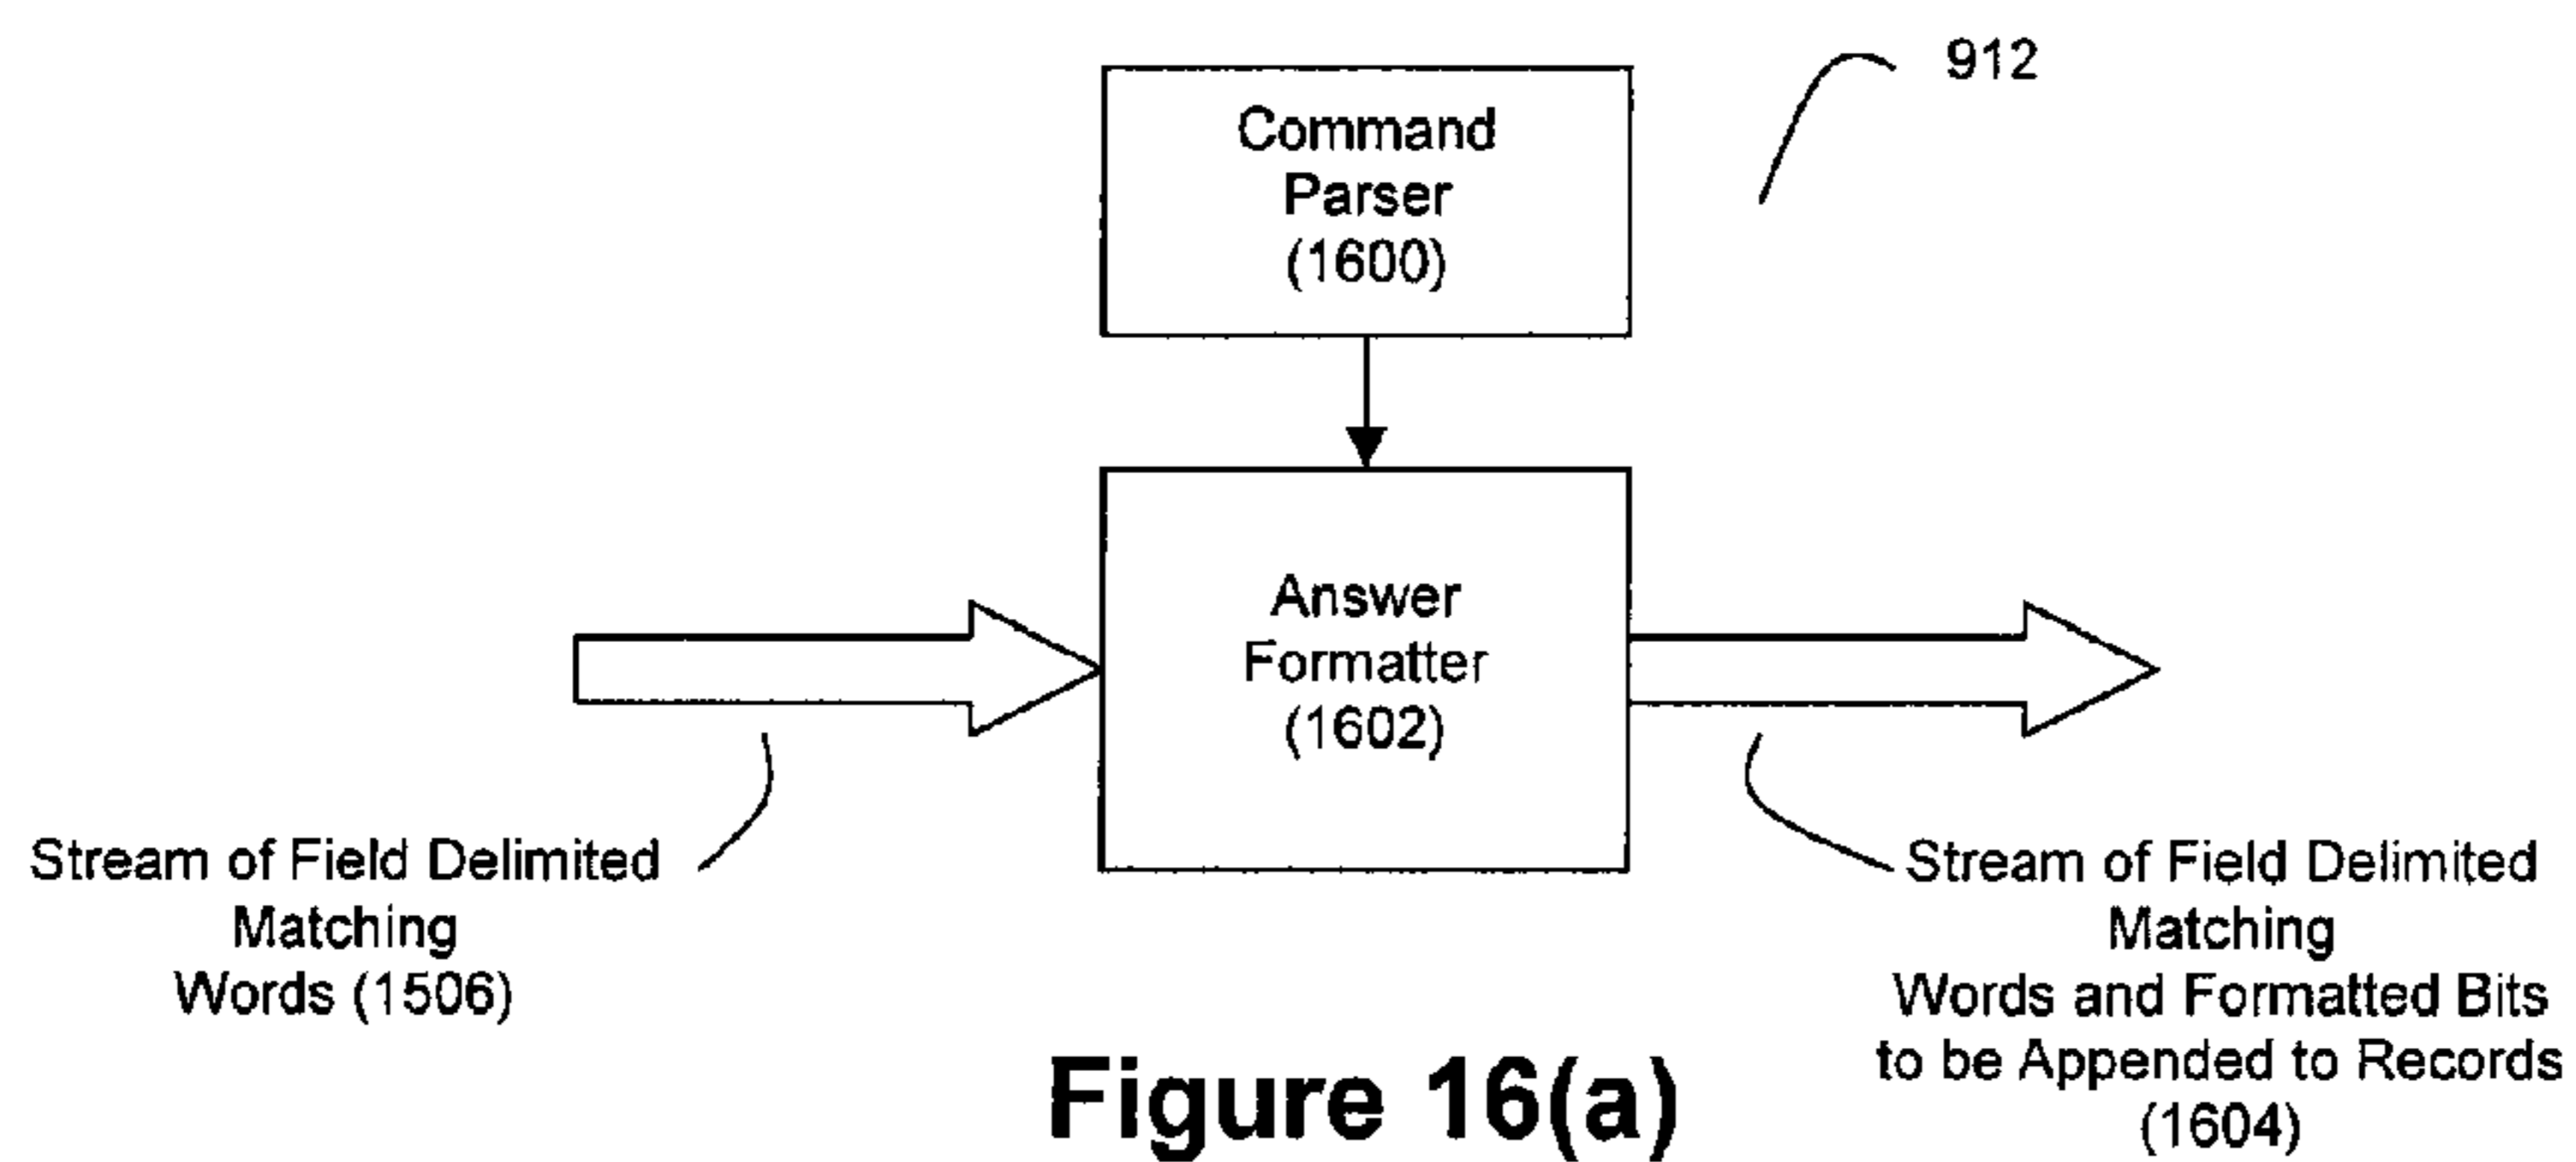 912
Command
Parser
(1600)
Answer
Formatter
(1602)
Stream of Field Delimited
Matching
Words (1506)
Stream of Field Delimited
Matching
Words and Formatted Bits
to be Appended to Records
(1604)
Figure 16(a)